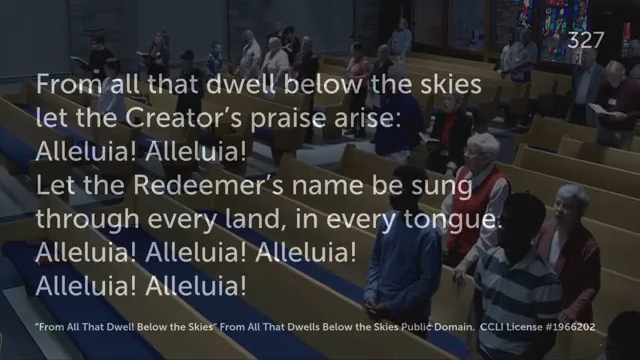 327
From all that dwell below the skies
let the Creator's praise arise:
Alleluia! Alleluia!
Let the Redeemer's name be sung
through every land, in every tongue.
Alleluia! Alleluia! Alleluia!
Alleluia! Alleluia!
"From All That Dwell Below the Skies" From All That Dwells Below the Skies Public Domain.  CCLI License #1966202